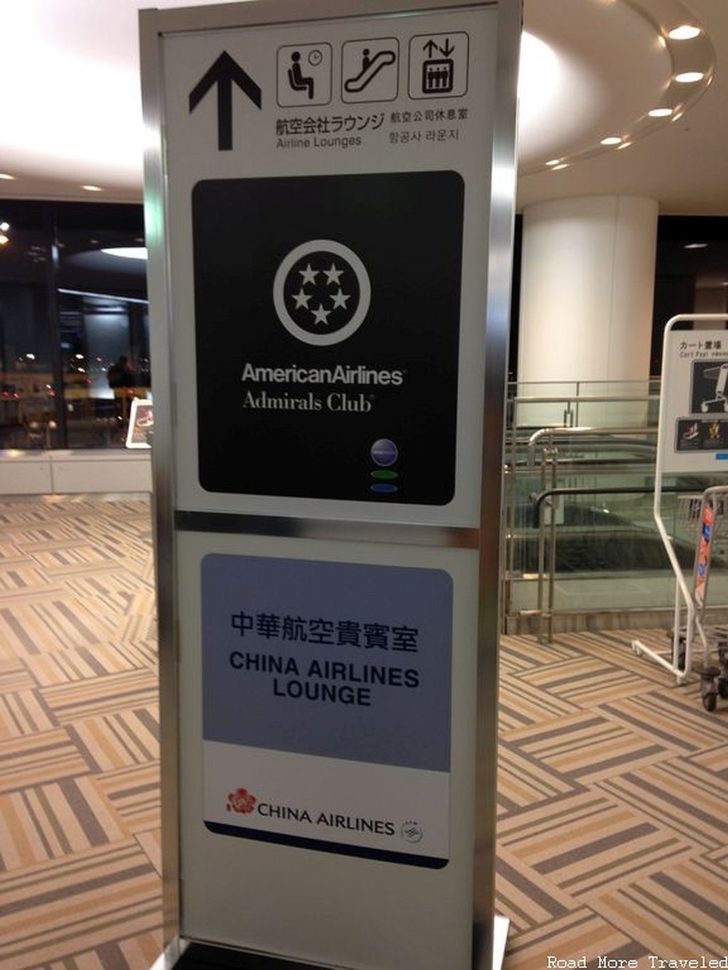 航空会社ラウンジ 航空公司休息室
Airline Lounges 항공사 라운지
AmericanAirlines
Admirals Club®
中華航空貴賓室
CHINA AIRLINES
LOUNGE
CHINA AIRLINES
カート置場
Road More Traveled